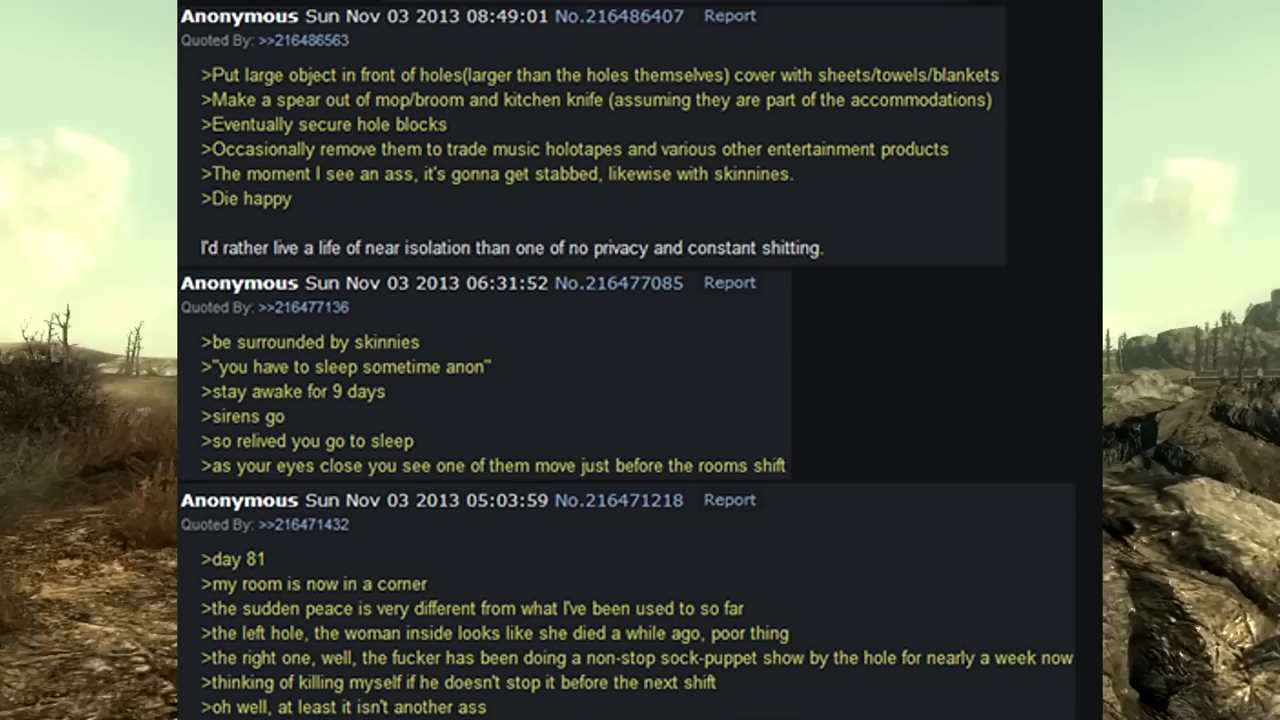 Anonymous Sun Nov 03 2013 08:49:01 No.216486407 Report
Quoted By: >>216486563
>Put large object in front of holes(larger than the holes themselves) cover with sheets/towels/blankets
>Make a spear out of mop/broom and kitchen knife (assuming they are part of the accommodations)
>Eventually secure hole blocks
>Occasionally remove them to trade music holotapes and various other entertainment products
>The moment I see an ass, it's gonna get stabbed, likewise with skinnines.
>Die happy
I'd rather live a life of near isolation than one of no privacy and constant shitting.
Anonymous Sun Nov 03 2013 06:31:52 No.216477085 Report
Quoted By: >>216477136
>be surrounded by skinnies
>"you have to sleep sometime anon"
>stay awake for 9 days
>sirens go
>so relived you go to sleep
>as your eyes close you see one of them move just before the rooms shift
Anonymous Sun Nov 03 2013 05:03:59 No.216471218 Report
Quoted By: >>216471432
>day 81
>my room is now in a corner
>the sudden peace is very different from what I've been used to so far
>the left hole, the woman inside looks like she died a while ago, poor thing
>the right one, well, the fucker has been doing a non-stop sock-puppet show by the hole for nearly a week now
>thinking of killing myself if he doesn't stop it before the next shift
>oh well, at least it isn't another ass